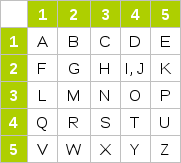 1 2 3 4 5
1 A B C D E
2 F G H I,J K
3 L M N O P
4 Q R S T U
5 V W X Y Z